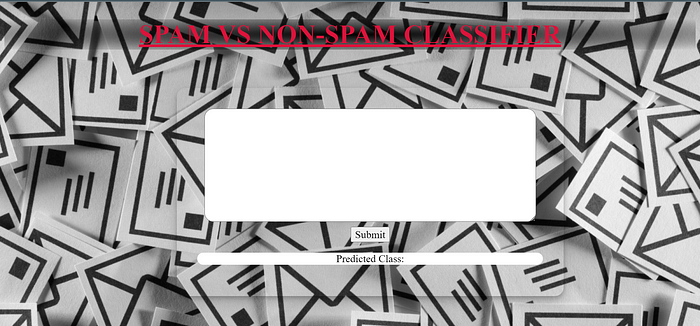 SPAM VS NON-SPAM CLASSIFIER
Submit
Predicted Class: